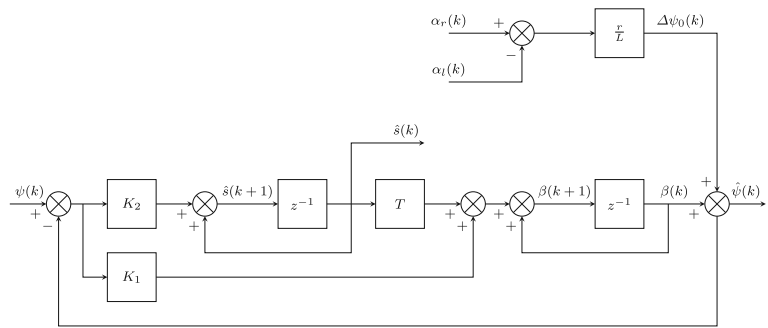 α_r(k)
+
r/L
Δψ_0(k)
−
α_l(k)
ŝ(k)
+
ψ(k)
+
−
K_2
+
+
ŝ(k+1)
z^{-1}
T
+
+
+
+
β(k+1)
z^{-1}
β(k)
+
ψ̂(k)
K_1